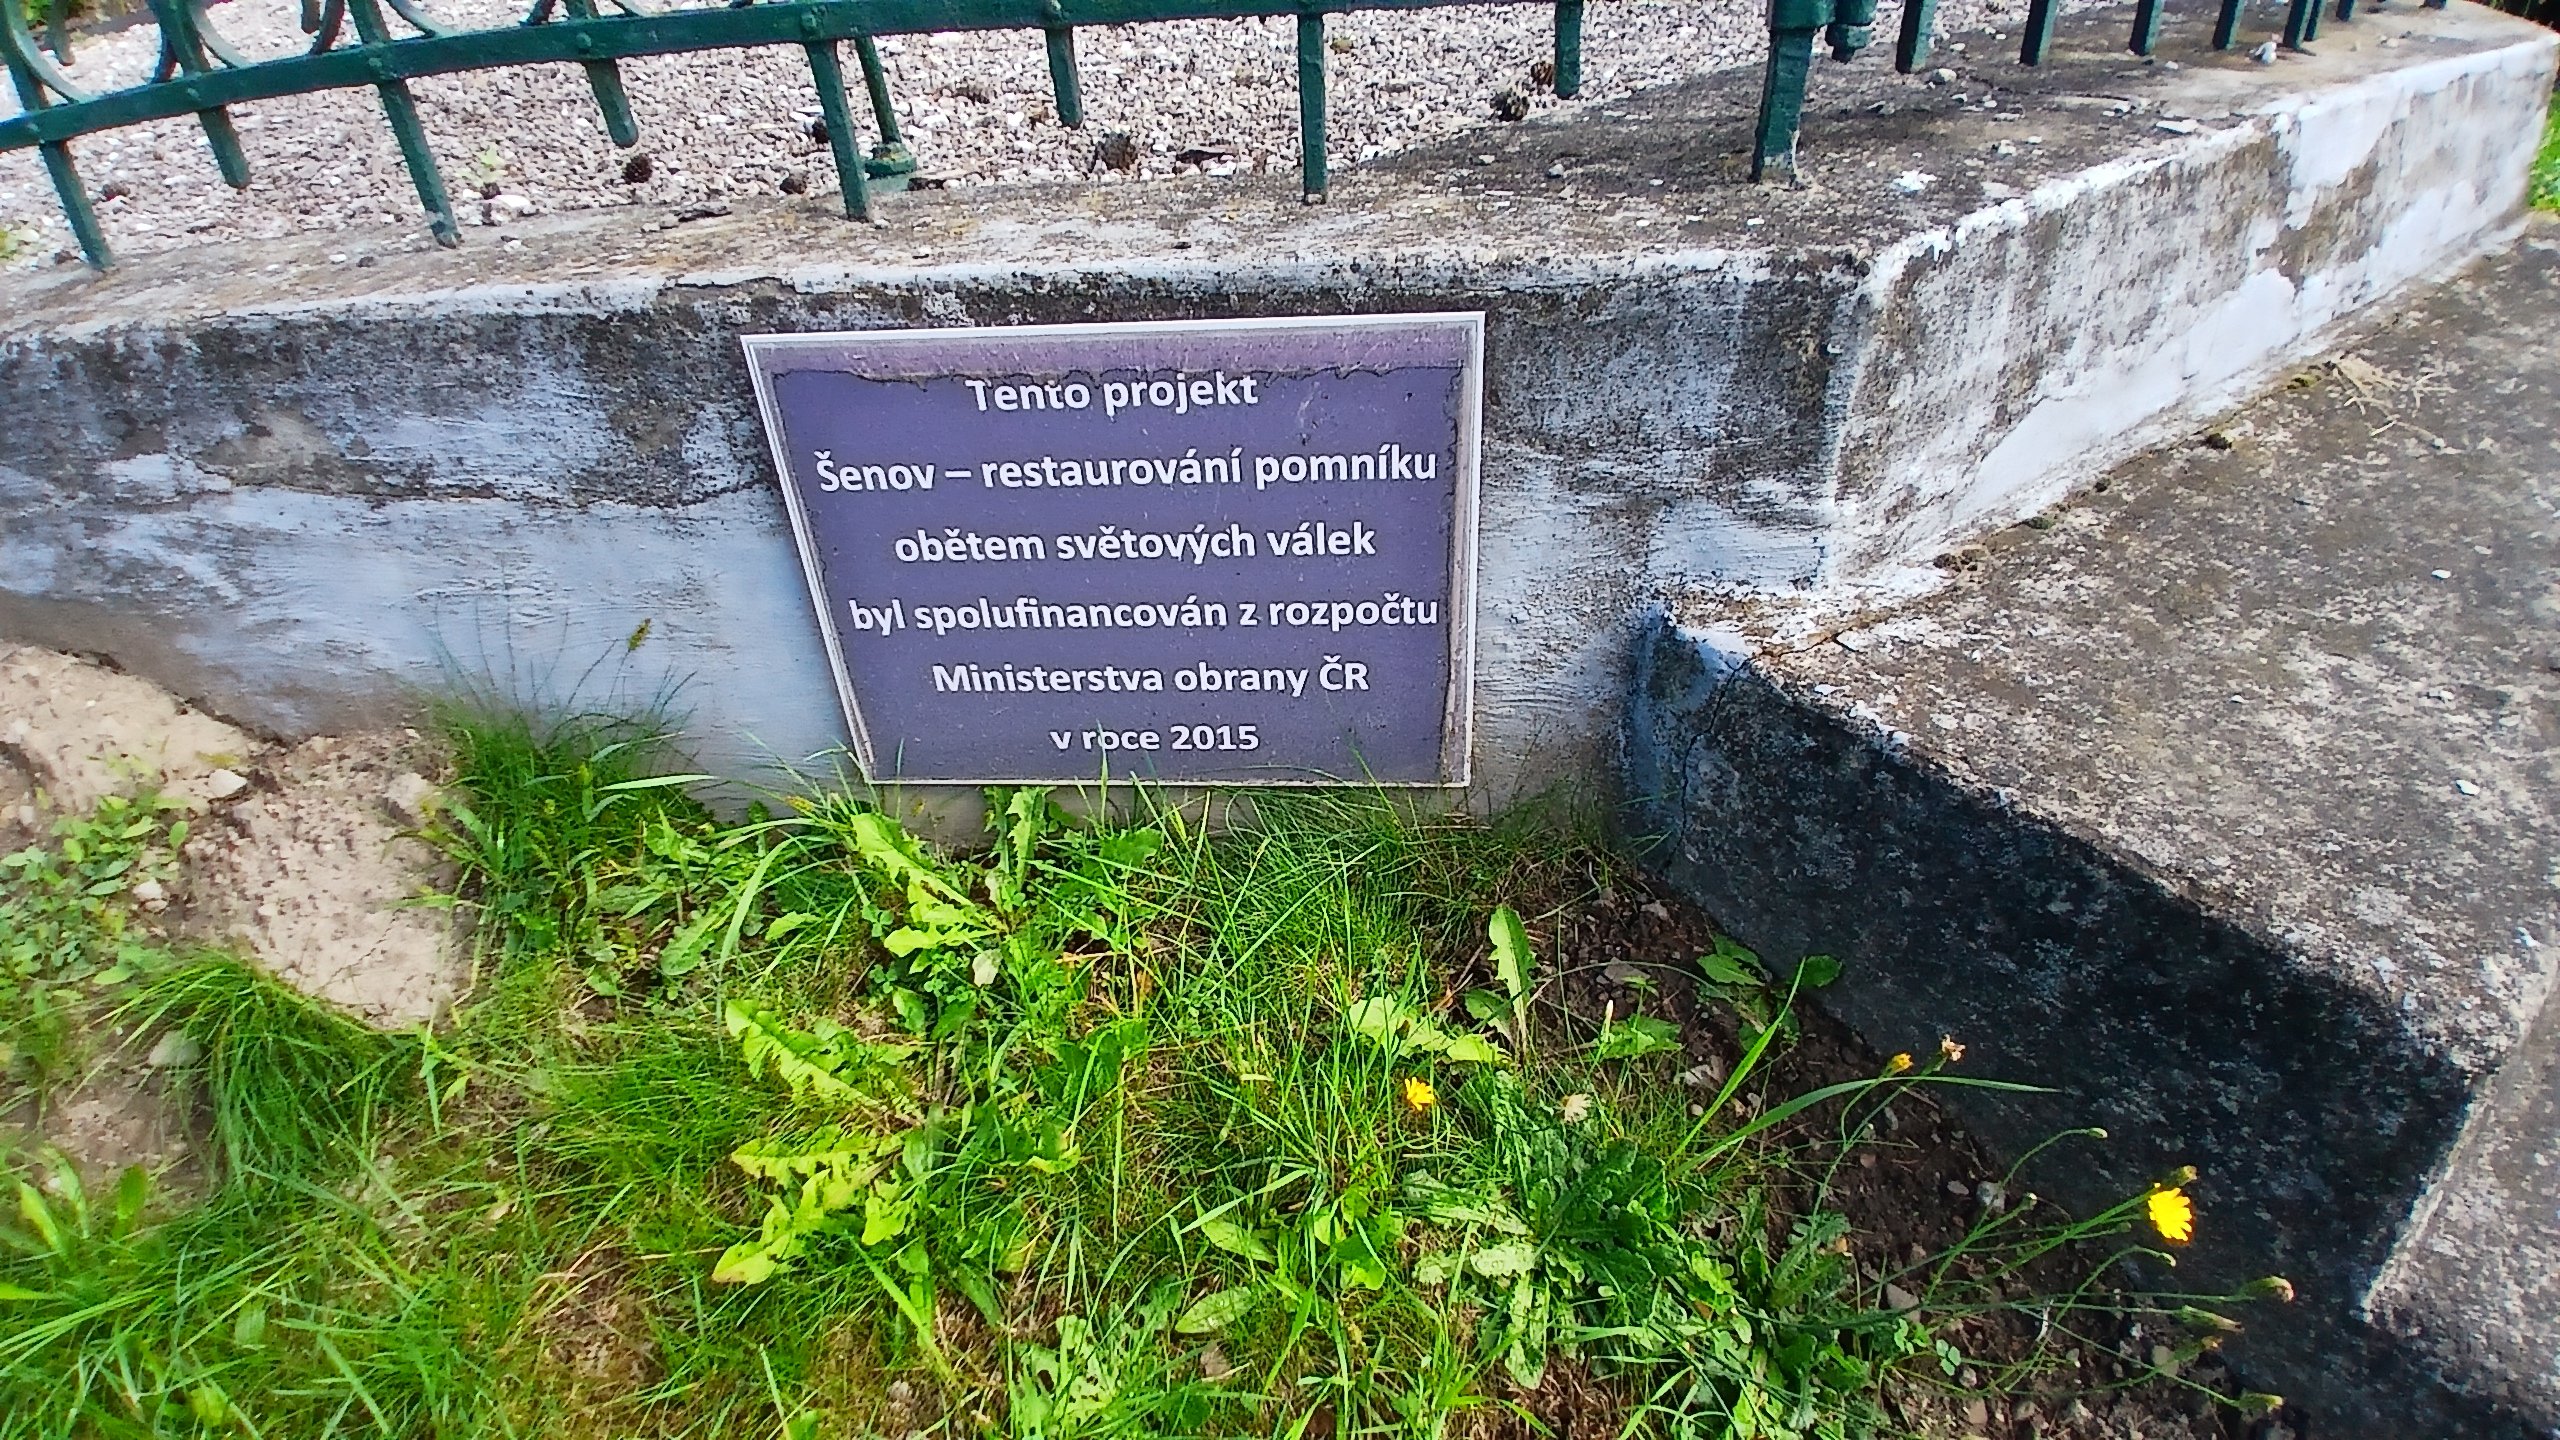 Tento projekt
Šenov – restaurování pomníku
obětem světových válek
byl spolufinancován z rozpočtu
Ministerstva obrany ČR
v roce 2015